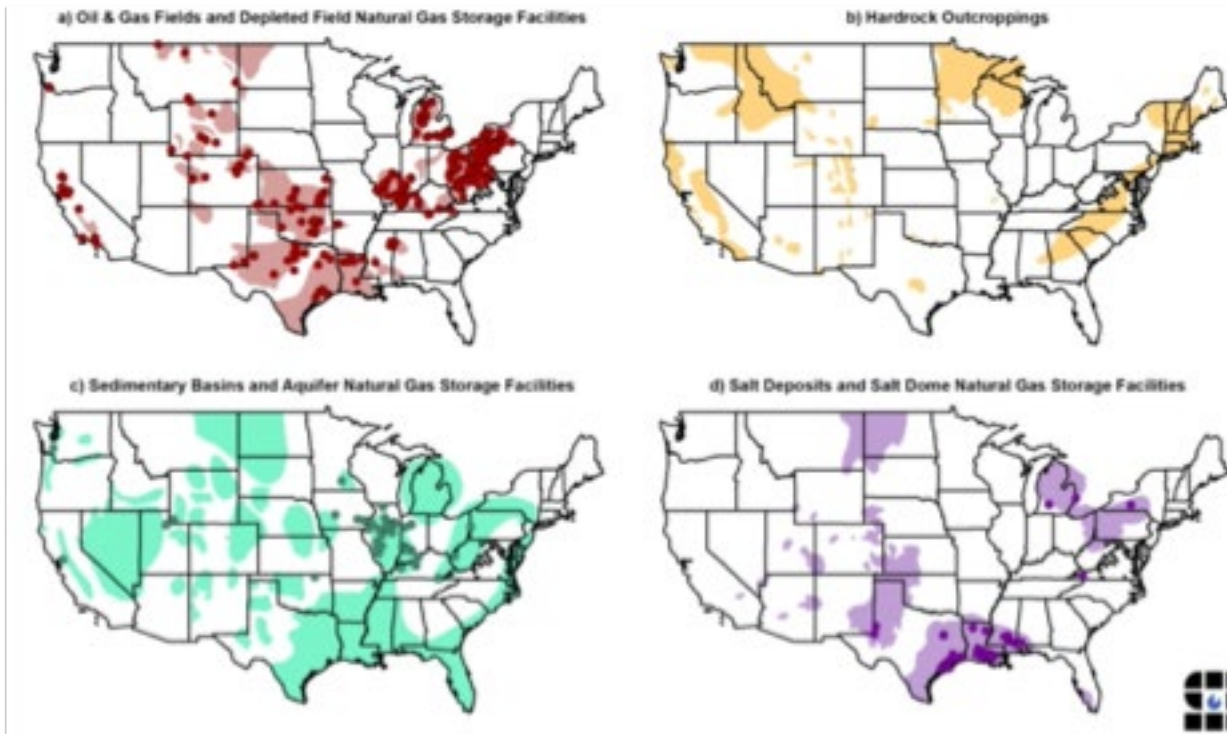 a) Oil & Gas Fields and Depleted Field Natural Gas Storage Facilities
b) Hardrock Outcroppings
c) Sedimentary Basins and Aquifer Natural Gas Storage Facilities
d) Salt Deposits and Salt Dome Natural Gas Storage Facilities